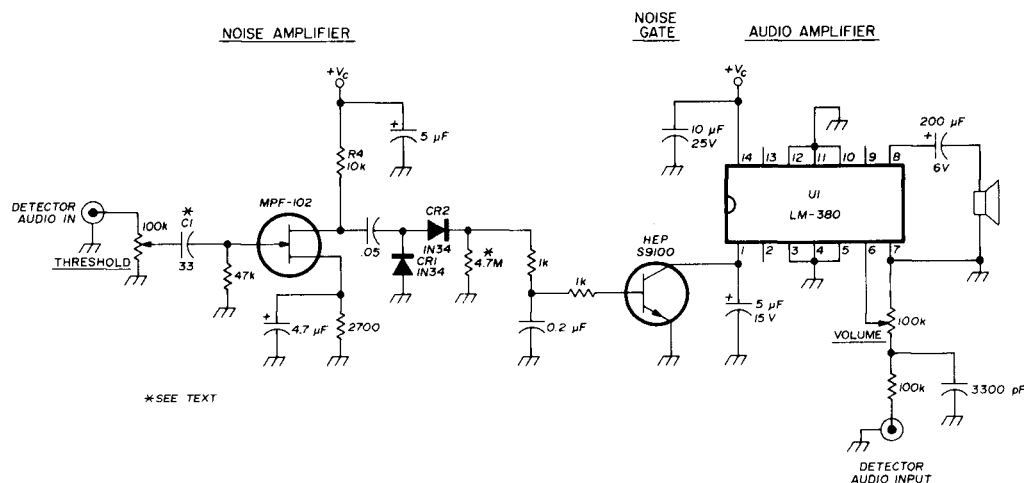 NOISE AMPLIFIER
NOISE
GATE
AUDIO AMPLIFIER
+Vc
+
5 µF
R4
10k
DETECTOR
AUDIO IN
100k
THRESHOLD
*
C1
33
47k
MPF-102
+
4.7 µF
2700
.05
CR2
1N34
CR1
1N34
*
4.7M
1k
0.2 µF
1k
HEP
S9100
+Vc
+
10 µF
25V
14
13
12
11
10
9
8
U1
LM-380
1
2
3
4
5
6
7
+
5 µF
15V
200 µF
+
6V
100k
VOLUME
100k
3300 pF
DETECTOR
AUDIO INPUT
*SEE TEXT